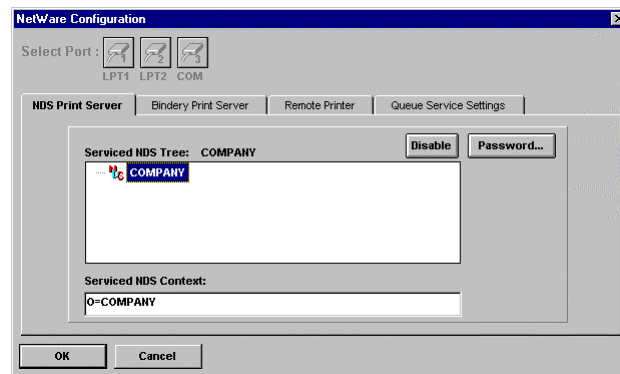 NetWare Configuration
Select Port :
1 2 3
LPT1 LPT2 COM
NDS Print Server Bindery Print Server Remote Printer Queue Service Settings
Serviced NDS Tree: COMPANY
Disable Password...
COMPANY
Serviced NDS Context:
O=COMPANY
OK Cancel